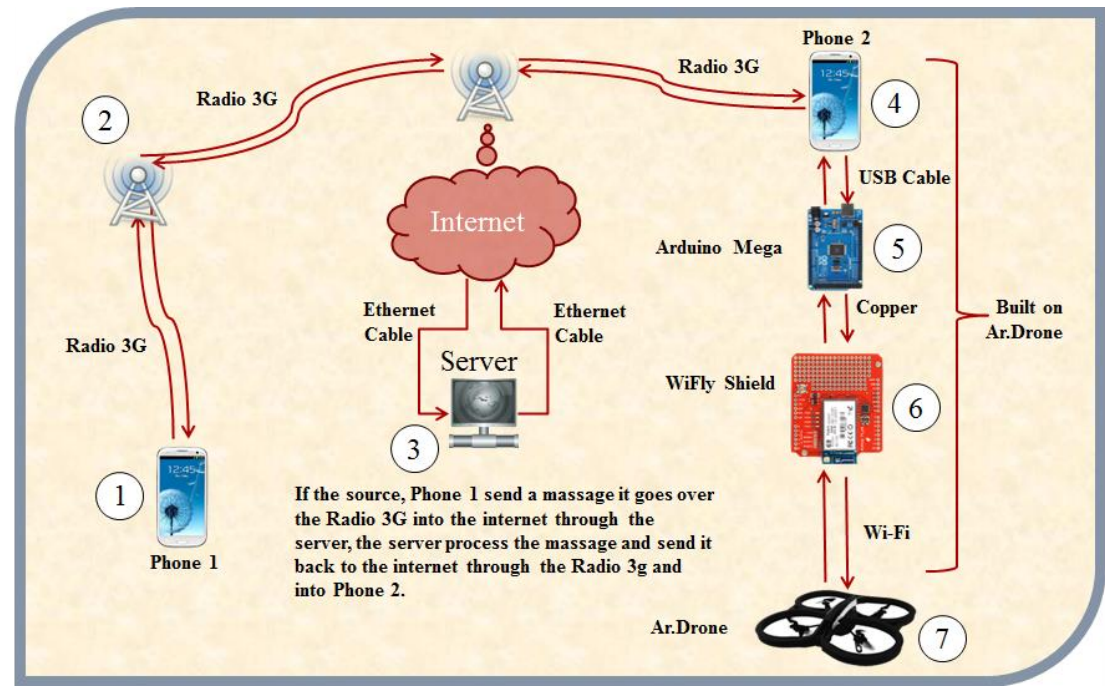 Phone 2
Radio 3G
Radio 3G
2
4
12:45
USB Cable
Internet
Arduino Mega
5
Ethernet
Cable
Ethernet
Cable
Copper
Built on
Ar.Drone
Radio 3G
Server
WiFly Shield
6
3
12:45
1
If the source, Phone 1 send a massage it goes over
the Radio 3G into the internet through the
server, the server process the massage and send it
back to the internet through the Radio 3g and
into Phone 2.
Phone 1
Wi-Fi
Ar.Drone
7